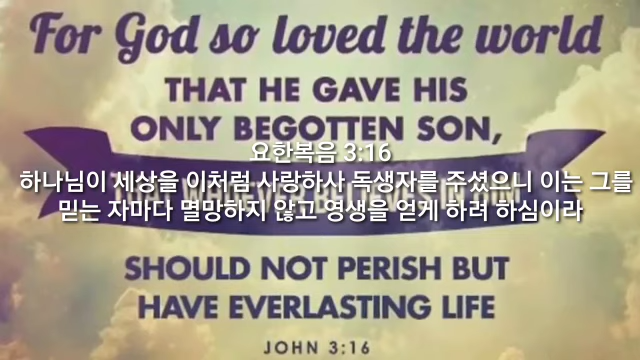 For God so loved the world
THAT HE GAVE HIS
ONLY BEGOTTEN SON,
요한복음 3:16
하나님이 세상을 이처럼 사랑하사 독생자를 주셨으니 이는 그를
믿는 자마다 멸망하지 않고 영생을 얻게 하려 하심이라
SHOULD NOT PERISH BUT
HAVE EVERLASTING LIFE
JOHN 3:16